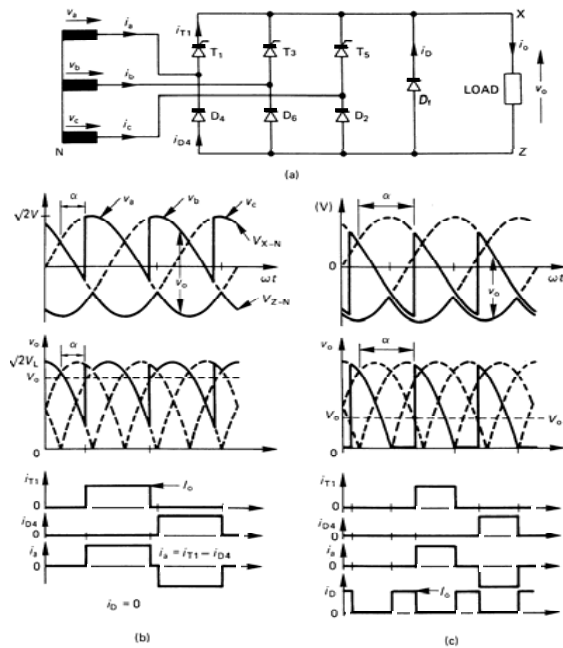 v_a i_a i_T1 T_1 T_3 T_5 i_D X i_o
v_b i_b D_f LOAD v_o
v_c i_c D_4 D_6 D_2
N i_D4 Z
(a)
√2V α v_a v_b v_c
V_X-N
v_o ωt
V_Z-N
(V) α
0 v_o ωt
v_o
√2V_L α
V_o
0
v_o α
V_o V_o
0
i_T1 I_o
0
i_D4
0
i_a i_a = i_T1 − i_D4
0
i_D = 0
(b)
i_T1
0
i_D4
0
i_a
0
i_D I_o
0
(c)